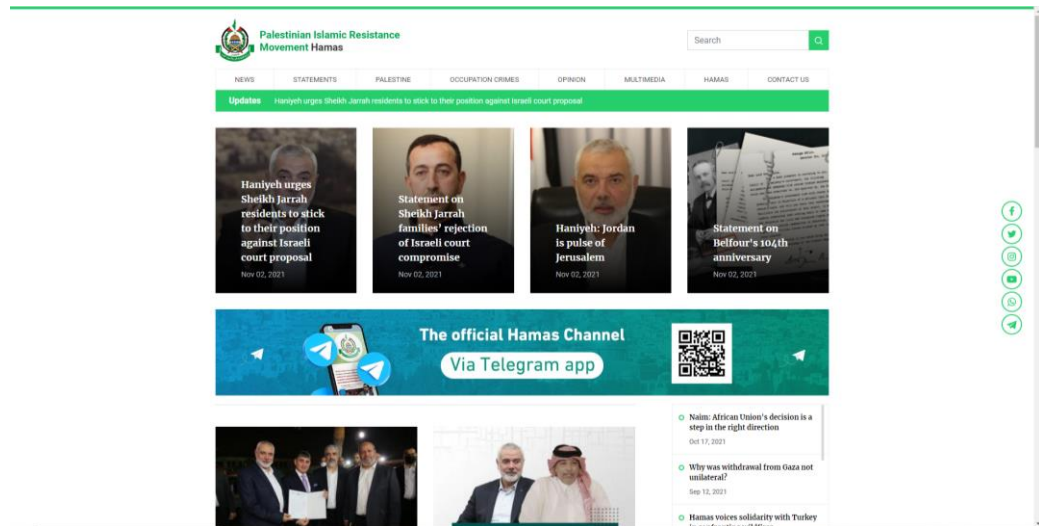 Palestinian Islamic Resistance
Movement Hamas
Search
NEWS
STATEMENTS
PALESTINE
OCCUPATION CRIMES
OPINION
MULTIMEDIA
HAMAS
CONTACT US
Updates
Haniyeh urges Sheikh Jarrah residents to stick to their position against Israeli court proposal
Haniyeh urges
Sheikh Jarrah
residents to stick
to their position
against Israeli
court proposal
Nov 02, 2021
Statement on
Sheikh Jarrah
families' rejection
of Israeli court
compromise
Nov 02, 2021
Haniyeh: Jordan
is pulse of
Jerusalem
Nov 02, 2021
Statement on
Belfour's 104th
anniversary
Nov 02, 2021
The official Hamas Channel
Via Telegram app
Naim: African Union's decision is a
step in the right direction
Oct 17, 2021
Why was withdrawal from Gaza not
unilateral?
Sep 12, 2021
Hamas voices solidarity with Turkey